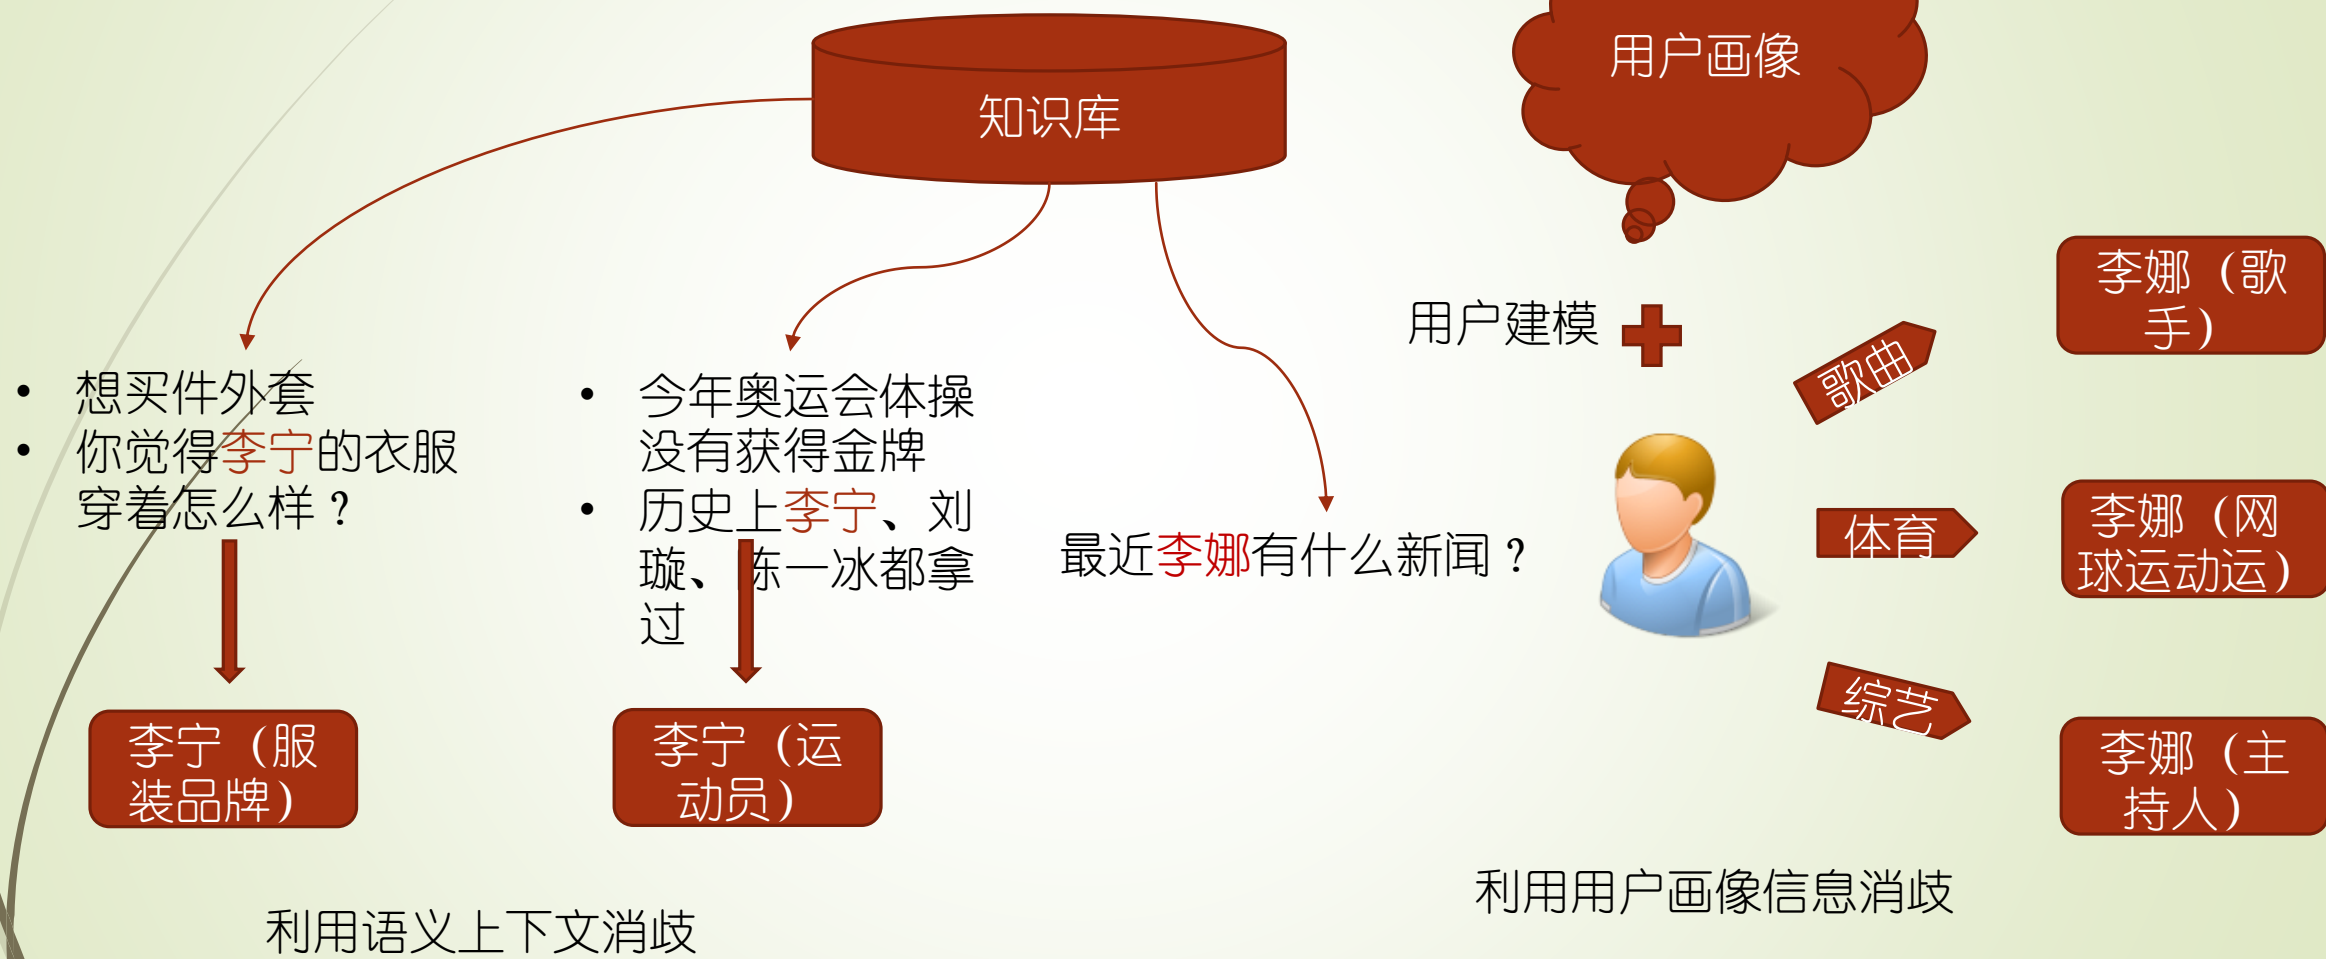 用户画像
知识库
李娜（歌
手）
用户建模
歌曲
• 想买件外套
• 你觉得李宁的衣服
穿着怎么样？
• 今年奥运会体操
没有获得金牌
• 历史上李宁、刘
璇、陈一冰都拿
过
最近李娜有什么新闻？
体育
李娜（网
球运动运）
综艺
李宁（服
装品牌）
李宁（运
动员）
李娜（主
持人）
利用用户画像信息消歧
利用语义上下文消歧